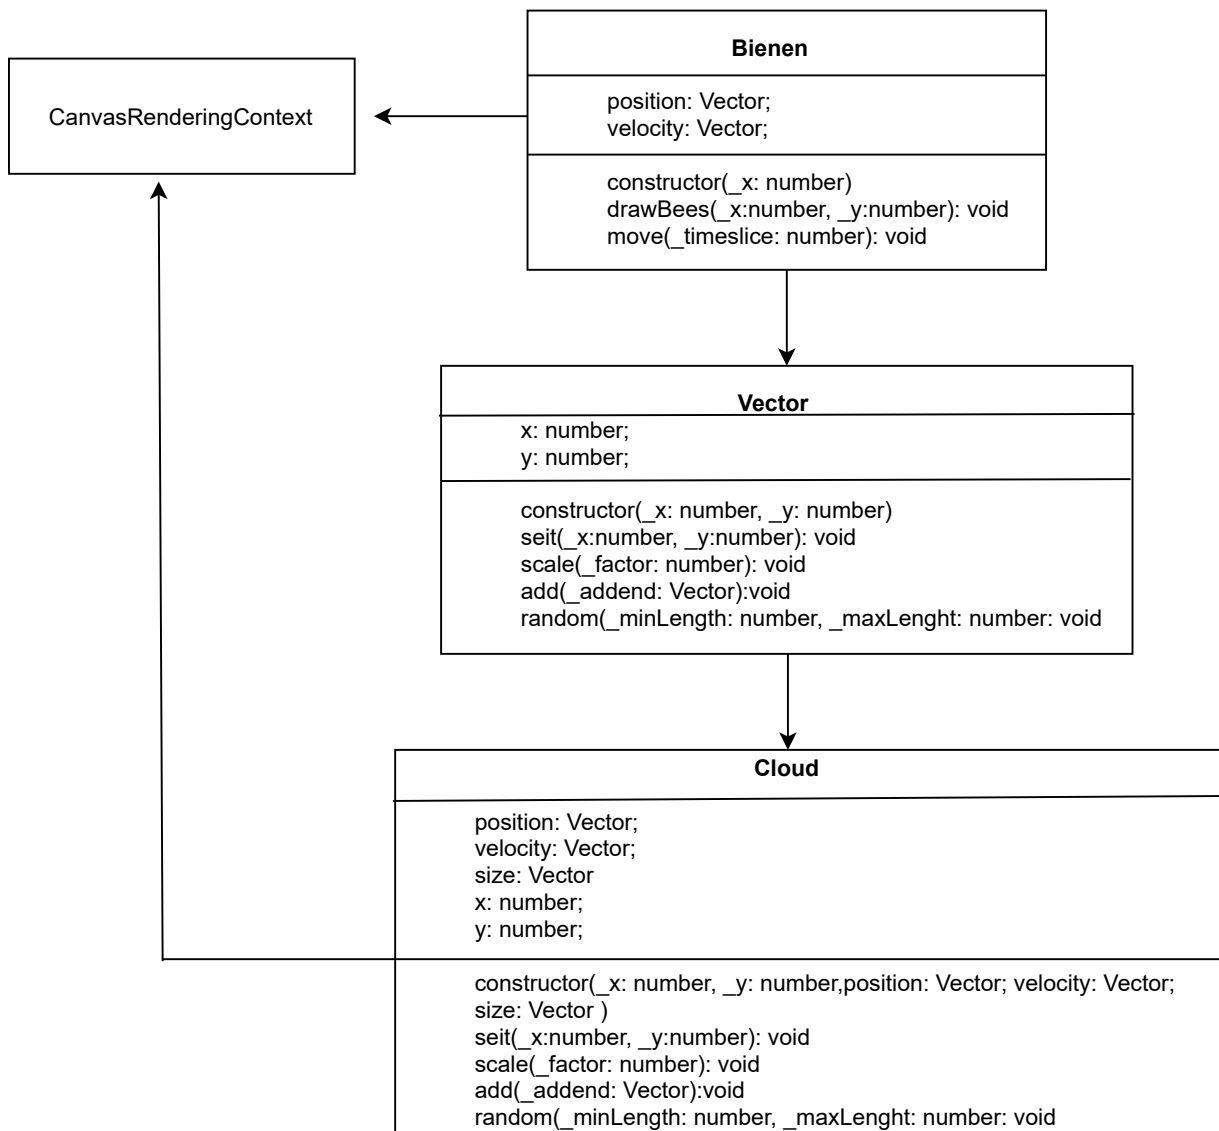 Bienen
position: Vector;
velocity: Vector;
constructor(_x: number)
drawBees(_x:number, _y:number): void
move(_timeslice: number): void
CanvasRenderingContext
Vector
x: number;
y: number;
constructor(_x: number, _y: number)
seit(_x:number, _y:number): void
scale(_factor: number): void
add(_addend: Vector):void
random(_minLength: number, _maxLenght: number: void
Cloud
position: Vector;
velocity: Vector;
size: Vector
x: number;
y: number;
constructor(_x: number, _y: number,position: Vector; velocity: Vector;
size: Vector )
seit(_x:number, _y:number): void
scale(_factor: number): void
add(_addend: Vector):void
random(_minLength: number, _maxLenght: number: void